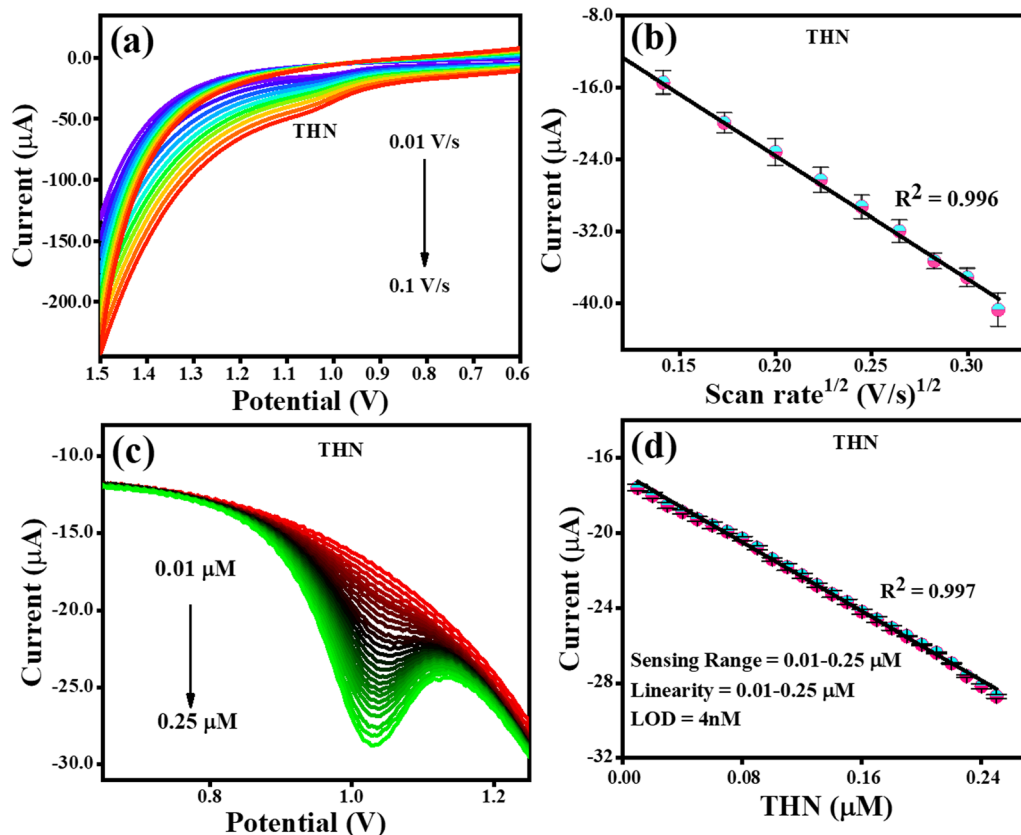 (a)
0.0
-50.0
-100.0
-150.0
-200.0
Current (μA)
THN
0.01 V/s
0.1 V/s
1.5 1.4 1.3 1.2 1.1 1.0 0.9 0.8 0.7 0.6
Potential (V)
(b)
THN
-8.0
-16.0
-24.0
-32.0
-40.0
Current (μA)
R² = 0.996
0.15 0.20 0.25 0.30
Scan rate^1/2 (V/s)^1/2
(c)
THN
-10.0
-15.0
-20.0
-25.0
-30.0
Current (μA)
0.01 μM
0.25 μM
0.8 1.0 1.2
Potential (V)
(d)
THN
-16
-20
-24
-28
-32
Current (μA)
R² = 0.997
Sensing Range = 0.01-0.25 μM
Linearity = 0.01-0.25 μM
LOD = 4nM
0.00 0.08 0.16 0.24
THN (μM)